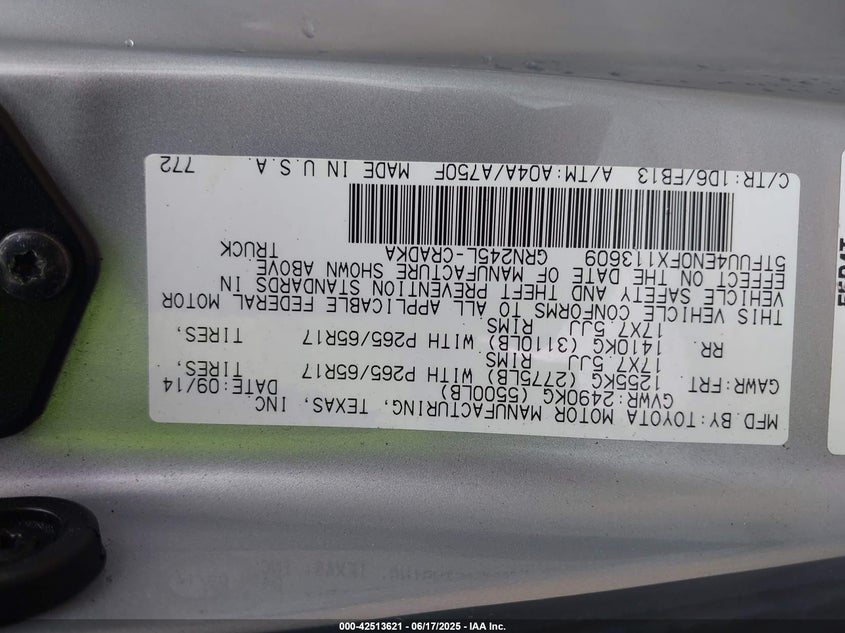 MFD.BY:TOYOTA MOTOR MANUFACTURING, TEXAS, INC.
GVWR:2490KG (5500LB) DATE:09/14
GAWR:FRT 1255KG (2775LB) WITH P265/65R17 TIRES,
17X7.5JJ RIMS
RR. 1410KG (3110LB) WITH P265/65R17 TIRES,
17X7.5JJ RIMS
THIS VEHICLE CONFORMS TO ALL APPLICABLE FEDERAL MOTOR
VEHICLE SAFETY AND THEFT PREVENTION STANDARDS IN
EFFECT ON THE DATE OF MANUFACTURE SHOWN ABOVE.
5TFUU4EN0FX113609 GRN245L-CRADKA TRUCK
C/TR:1D6/FB13 A/TM:A04A/A750F MADE IN U.S.A. 772
000-42513621 - 06/17/2025 - IAA Inc.